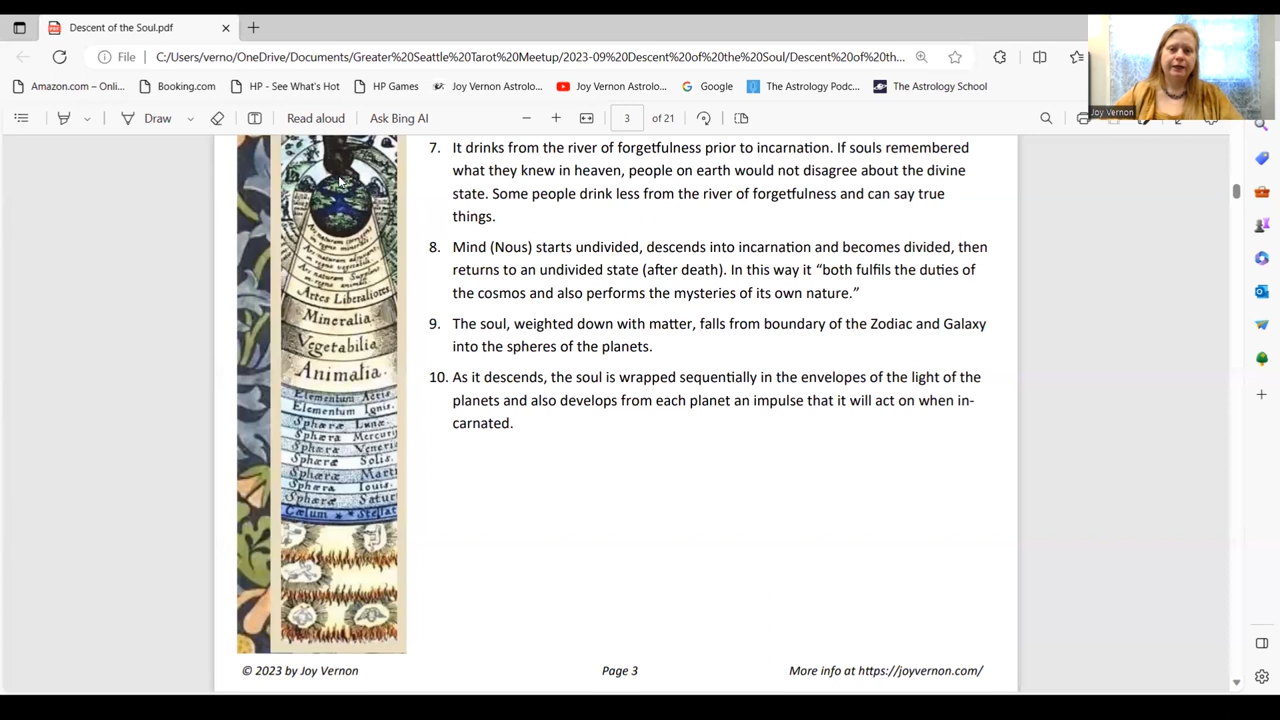 Descent of the Soul.pdf
File
C:/Users/verno/OneDrive/Documents/Greater%20Seattle%20Tarot%20Meetup/2023-09%20Descent%20of%20the%20Soul/Descent%20of%20th...
Amazon.com – Onli...
Booking.com
HP - See What's Hot
HP Games
Joy Vernon Astrolo...
Joy Vernon Astrolo...
Google
The Astrology Podc...
The Astrology School
Joy Vernon
Draw
Read aloud
Ask Bing AI
3 of 21
7. It drinks from the river of forgetfulness prior to incarnation. If souls remembered
what they knew in heaven, people on earth would not disagree about the divine
state. Some people drink less from the river of forgetfulness and can say true
things.
8. Mind (Nous) starts undivided, descends into incarnation and becomes divided, then
returns to an undivided state (after death). In this way it “both fulfils the duties of
the cosmos and also performs the mysteries of its own nature.”
9. The soul, weighted down with matter, falls from boundary of the Zodiac and Galaxy
into the spheres of the planets.
10. As it descends, the soul is wrapped sequentially in the envelopes of the light of the
planets and also develops from each planet an impulse that it will act on when in-
carnated.
Artes Liberaliores
Mineralia
Vegetabilia
Animalia.
Elementum Aeris
Elementum Ignis
Sphæræ Lunæ
Sphæra Mercurij
Sphæræ Veneris
Sphæra Solis.
Sphæræ Marti
Sphæra Iouis.
Sphæræ Satur
Cœlum Stellat
© 2023 by Joy Vernon
Page 3
More info at https://joyvernon.com/